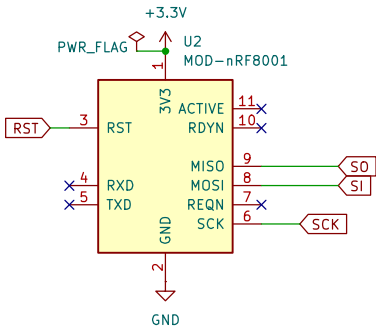 +3.3V
PWR_FLAG
U2
MOD-nRF8001
1
3V3
ACTIVE 11
RDYN 10
RST 3 RST
MISO 9 SO
4 RXD
MOSI 8 SI
5 TXD
REQN 7
SCK 6 SCK
GND
2
GND